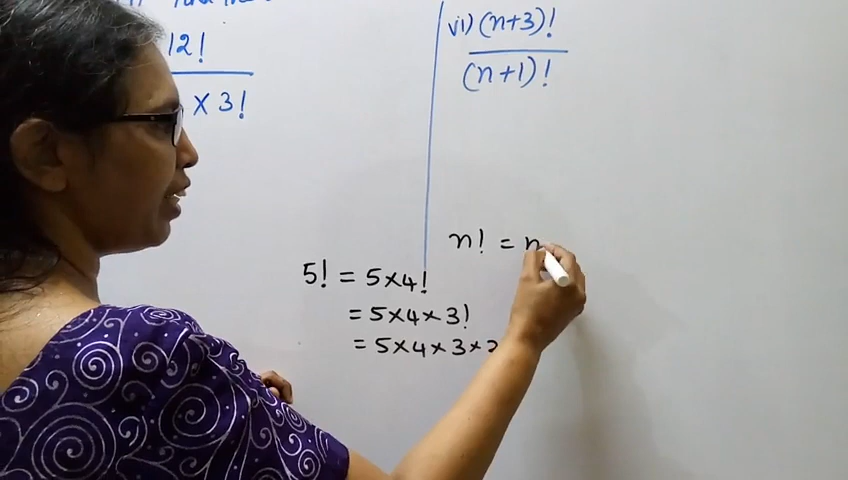 12!
× 3!
vi) (n+3)!
(n+1)!
n! = n
5! = 5×4!
= 5×4×3!
= 5×4×3×2